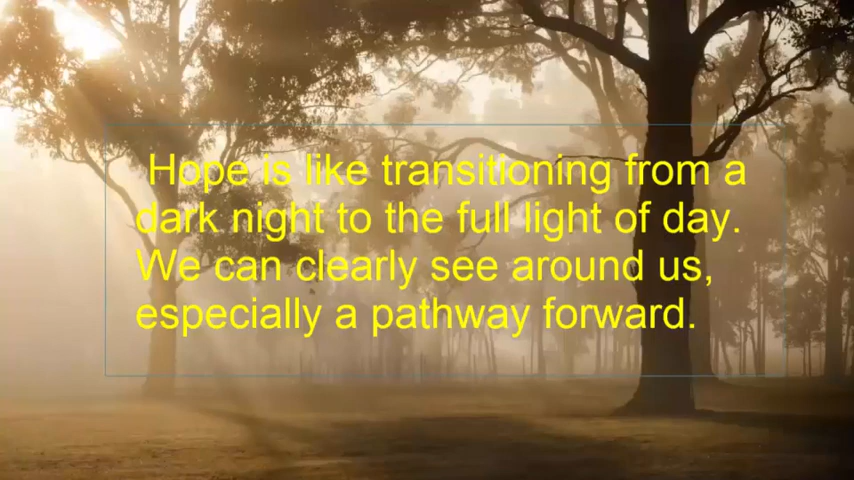 Hope is like transitioning from a
dark night to the full light of day.
We can clearly see around us,
especially a pathway forward.